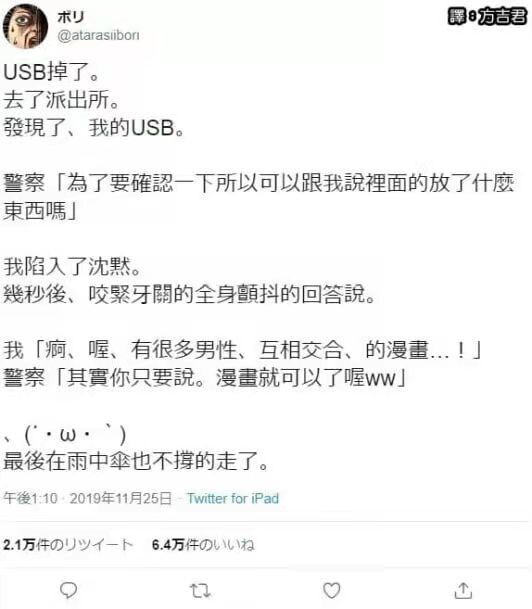 ボリ
譯:方吉君
@atarasiibori
USB掉了。
去了派出所。
發現了、我的USB。
警察「為了要確認一下所以可以跟我說裡面的放了什麼
東西嗎」
我陷入了沈默。
幾秒後、咬緊牙關的全身顫抖的回答說。
我「痾、喔、有很多男性、互相交合、的漫畫...！」
警察「其實你只要說。漫畫就可以了喔ww」
、(´・ω・｀)
最後在雨中傘也不撐的走了。
午後1:10 · 2019年11月25日 · Twitter for iPad
2.1万件のリツイート 6.4万件のいいね